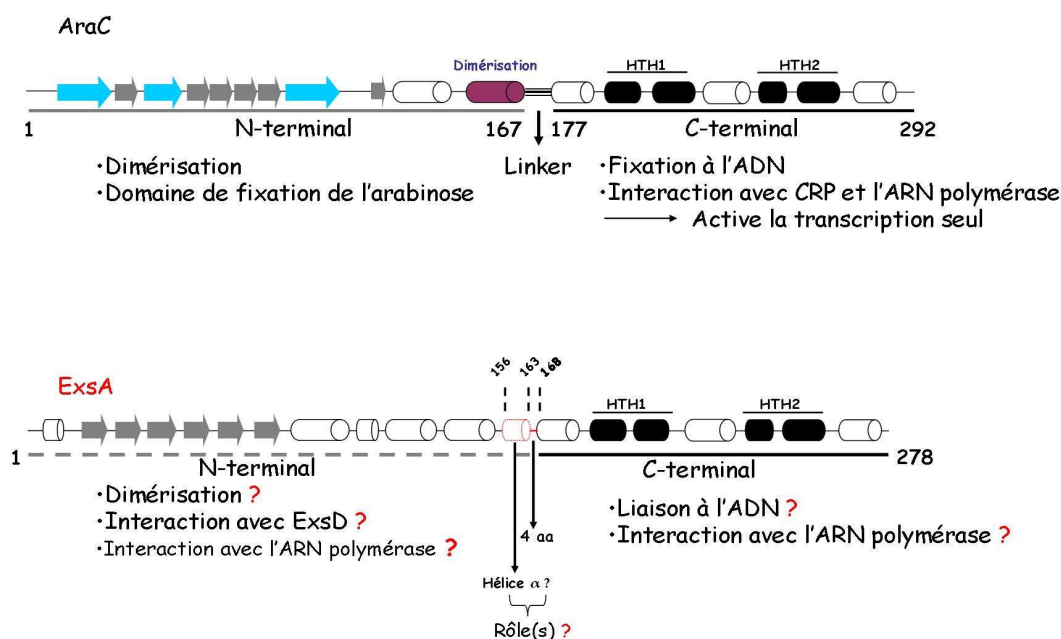 AraC
Dimérisation
HTH1
HTH2
1
N-terminal
167
177
C-terminal
292
·Dimérisation
·Domaine de fixation de l'arabinose
Linker
·Fixation à l'ADN
·Interaction avec CRP et l'ARN polymérase
Active la transcription seul
156
163
168
ExsA
HTH1
HTH2
1
N-terminal
C-terminal
278
·Dimérisation ?
·Interaction avec ExsD ?
·Interaction avec l'ARN polymérase ?
4 aa
·Liaison à l'ADN ?
·Interaction avec l'ARN polymérase ?
Hélice α ?
Rôle(s) ?